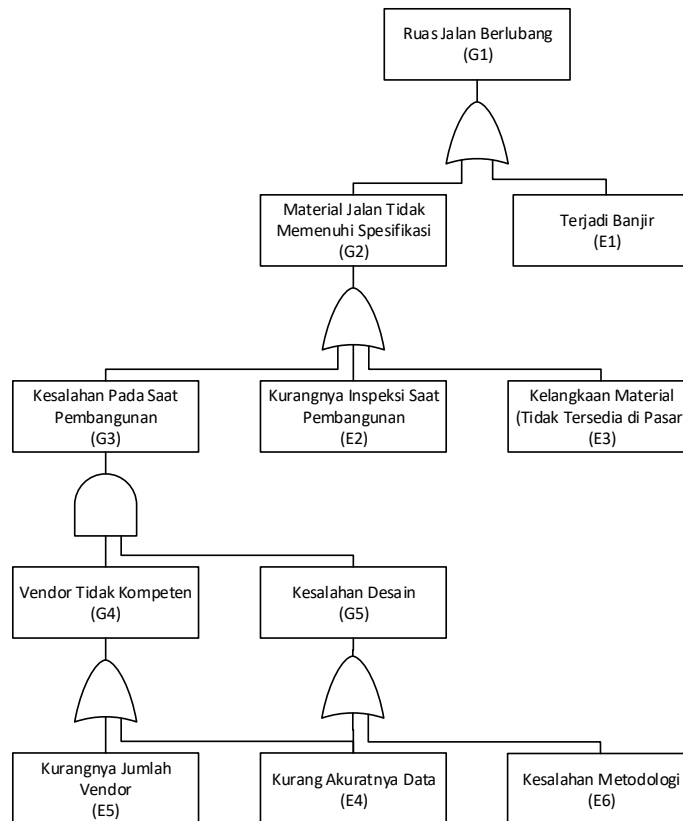 Ruas Jalan Berlubang
(G1)
Material Jalan Tidak
Memenuhi Spesifikasi
(G2)
Terjadi Banjir
(E1)
Kesalahan Pada Saat
Pembangunan
(G3)
Kurangnya Inspeksi Saat
Pembangunan
(E2)
Kelangkaan Material
(Tidak Tersedia di Pasar
(E3)
Vendor Tidak Kompeten
(G4)
Kesalahan Desain
(G5)
Kurangnya Jumlah
Vendor
(E5)
Kurang Akuratnya Data
(E4)
Kesalahan Metodologi
(E6)